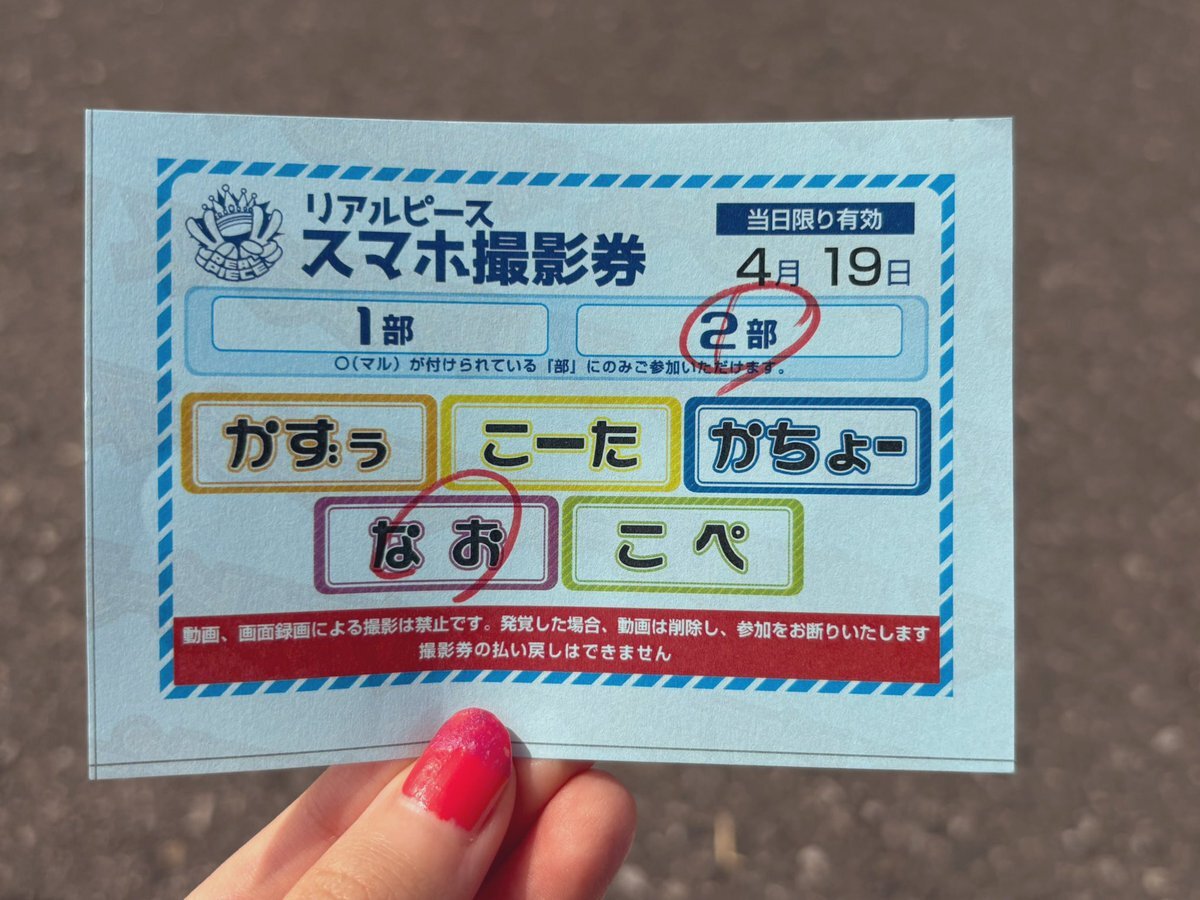 REAL PIECE
リアルピース
スマホ撮影券
当日限り有効
4月 19日
1部 2部
○(マル)が付けられている「部」にのみご参加いただけます。
かずぅ こーた かちょー
なお こぺ
動画、画面録画による撮影は禁止です。発覚した場合、動画は削除し、参加をお断りいたします
撮影券の払い戻しはできません